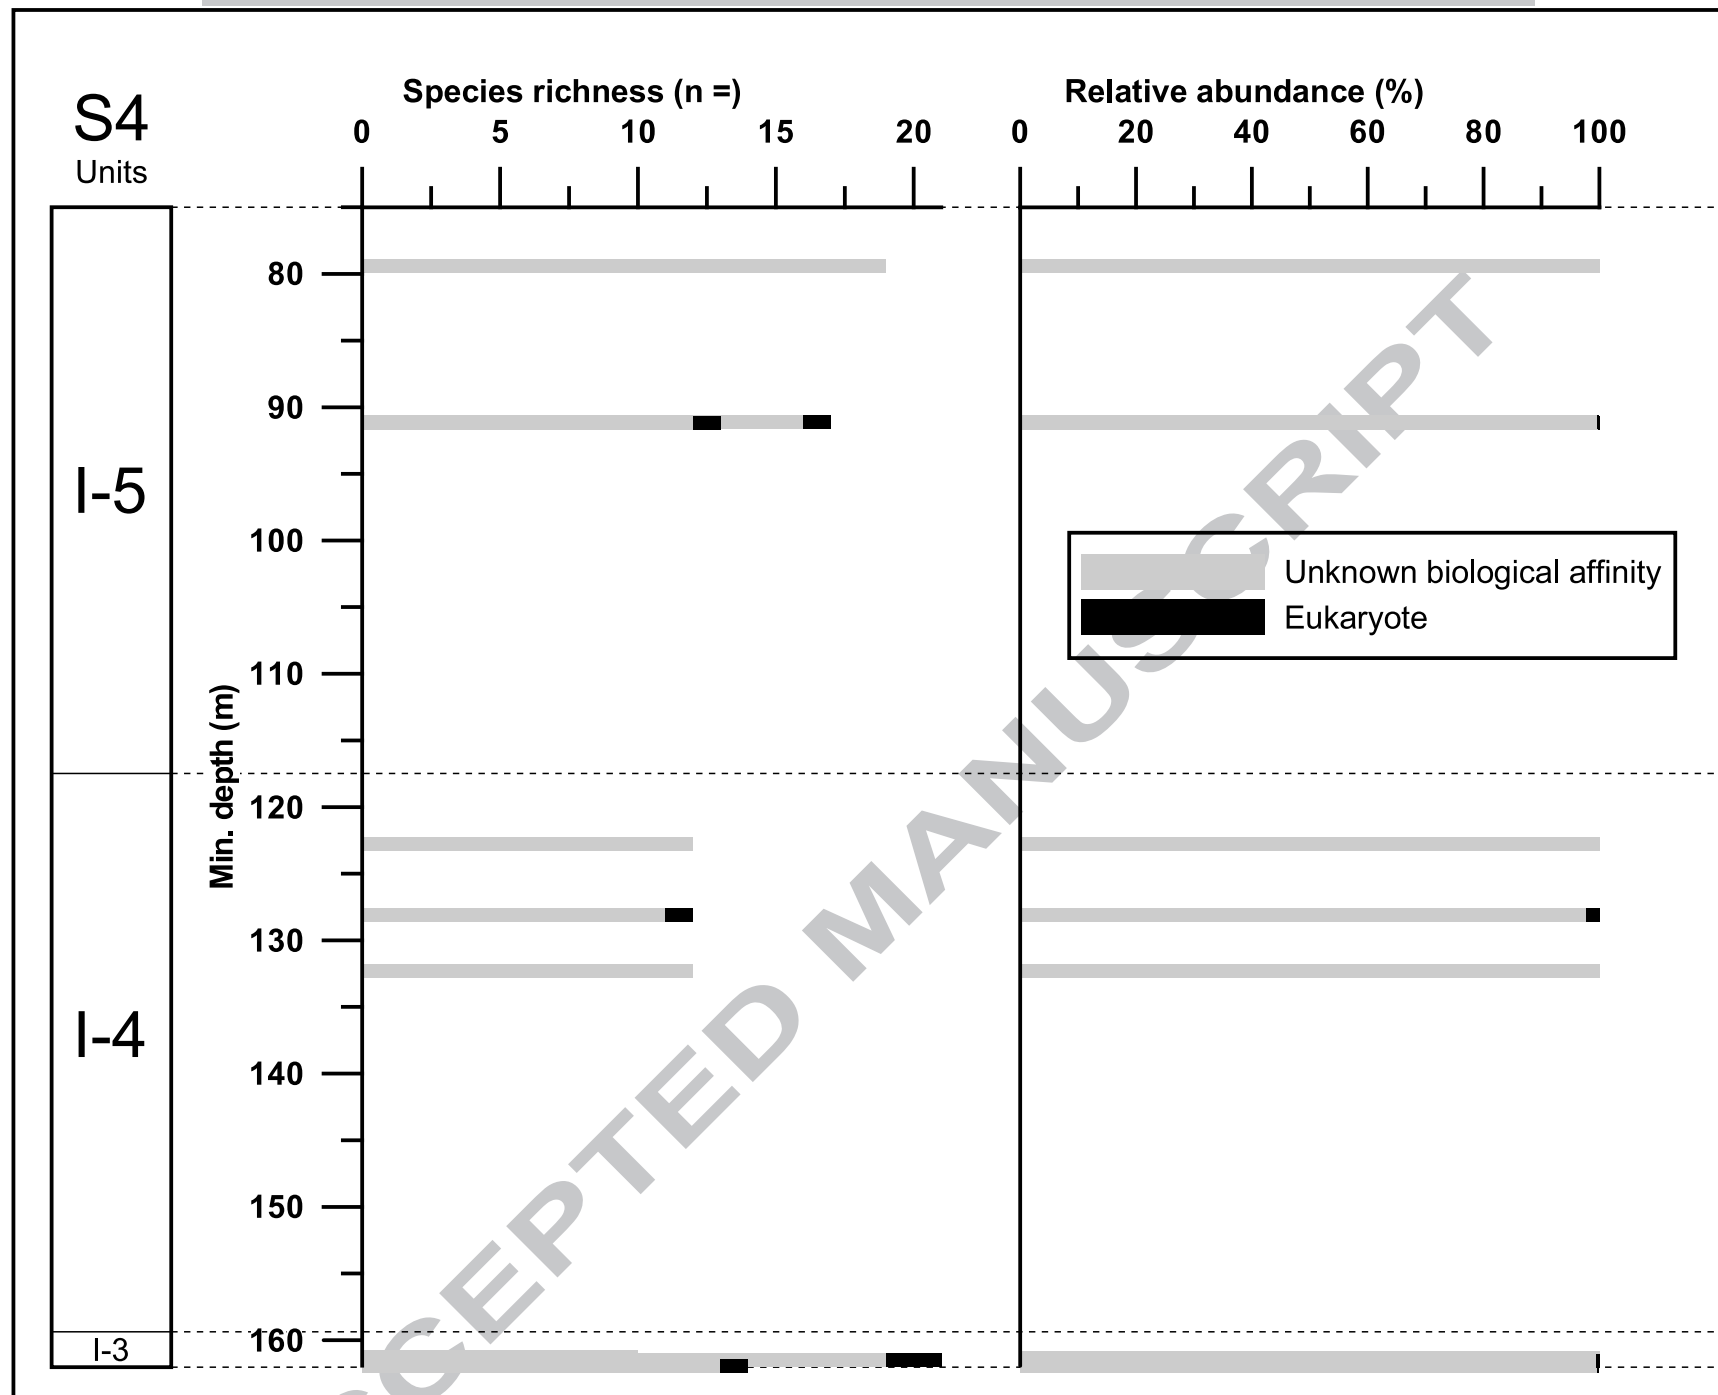 S4
Units
Species richness (n =)
0 5 10 15 20
Relative abundance (%)
0 20 40 60 80 100
I-5
I-4
I-3
Min. depth (m)
80
90
100
110
120
130
140
150
160
Unknown biological affinity
Eukaryote
CEPTED MANUSCRIPT